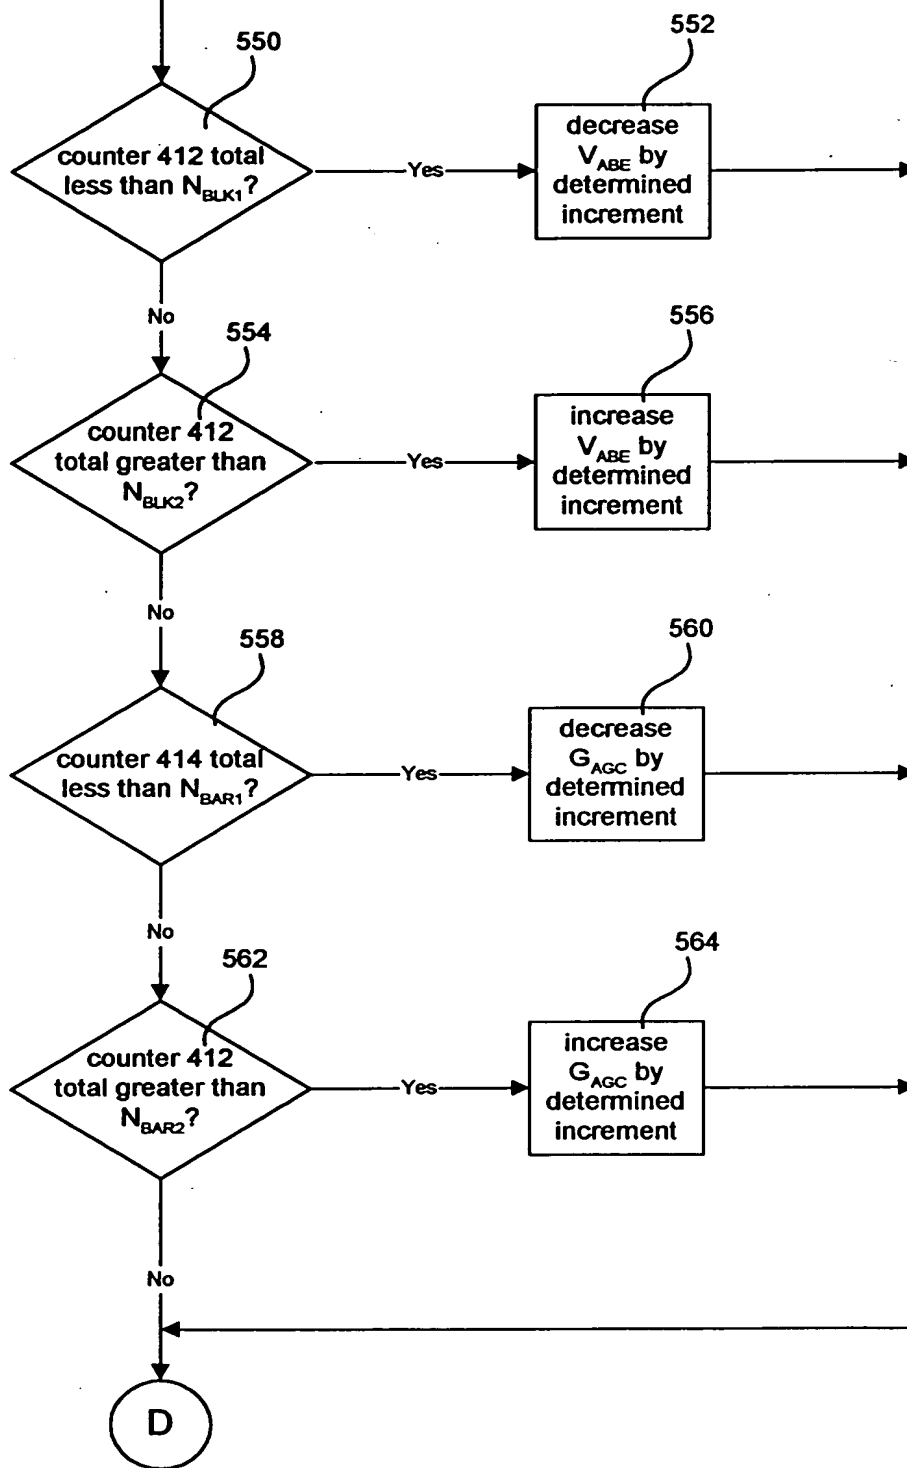 550
counter 412 total
less than N_BLK1?
Yes
552
decrease
V_ABE by
determined
increment
No
554
counter 412
total greater than
N_BLK2?
Yes
556
increase
V_ABE by
determined
increment
No
558
counter 414 total
less than N_BAR1?
Yes
560
decrease
G_AGC by
determined
increment
No
562
counter 412
total greater than
N_BAR2?
Yes
564
increase
G_AGC by
determined
increment
No
D